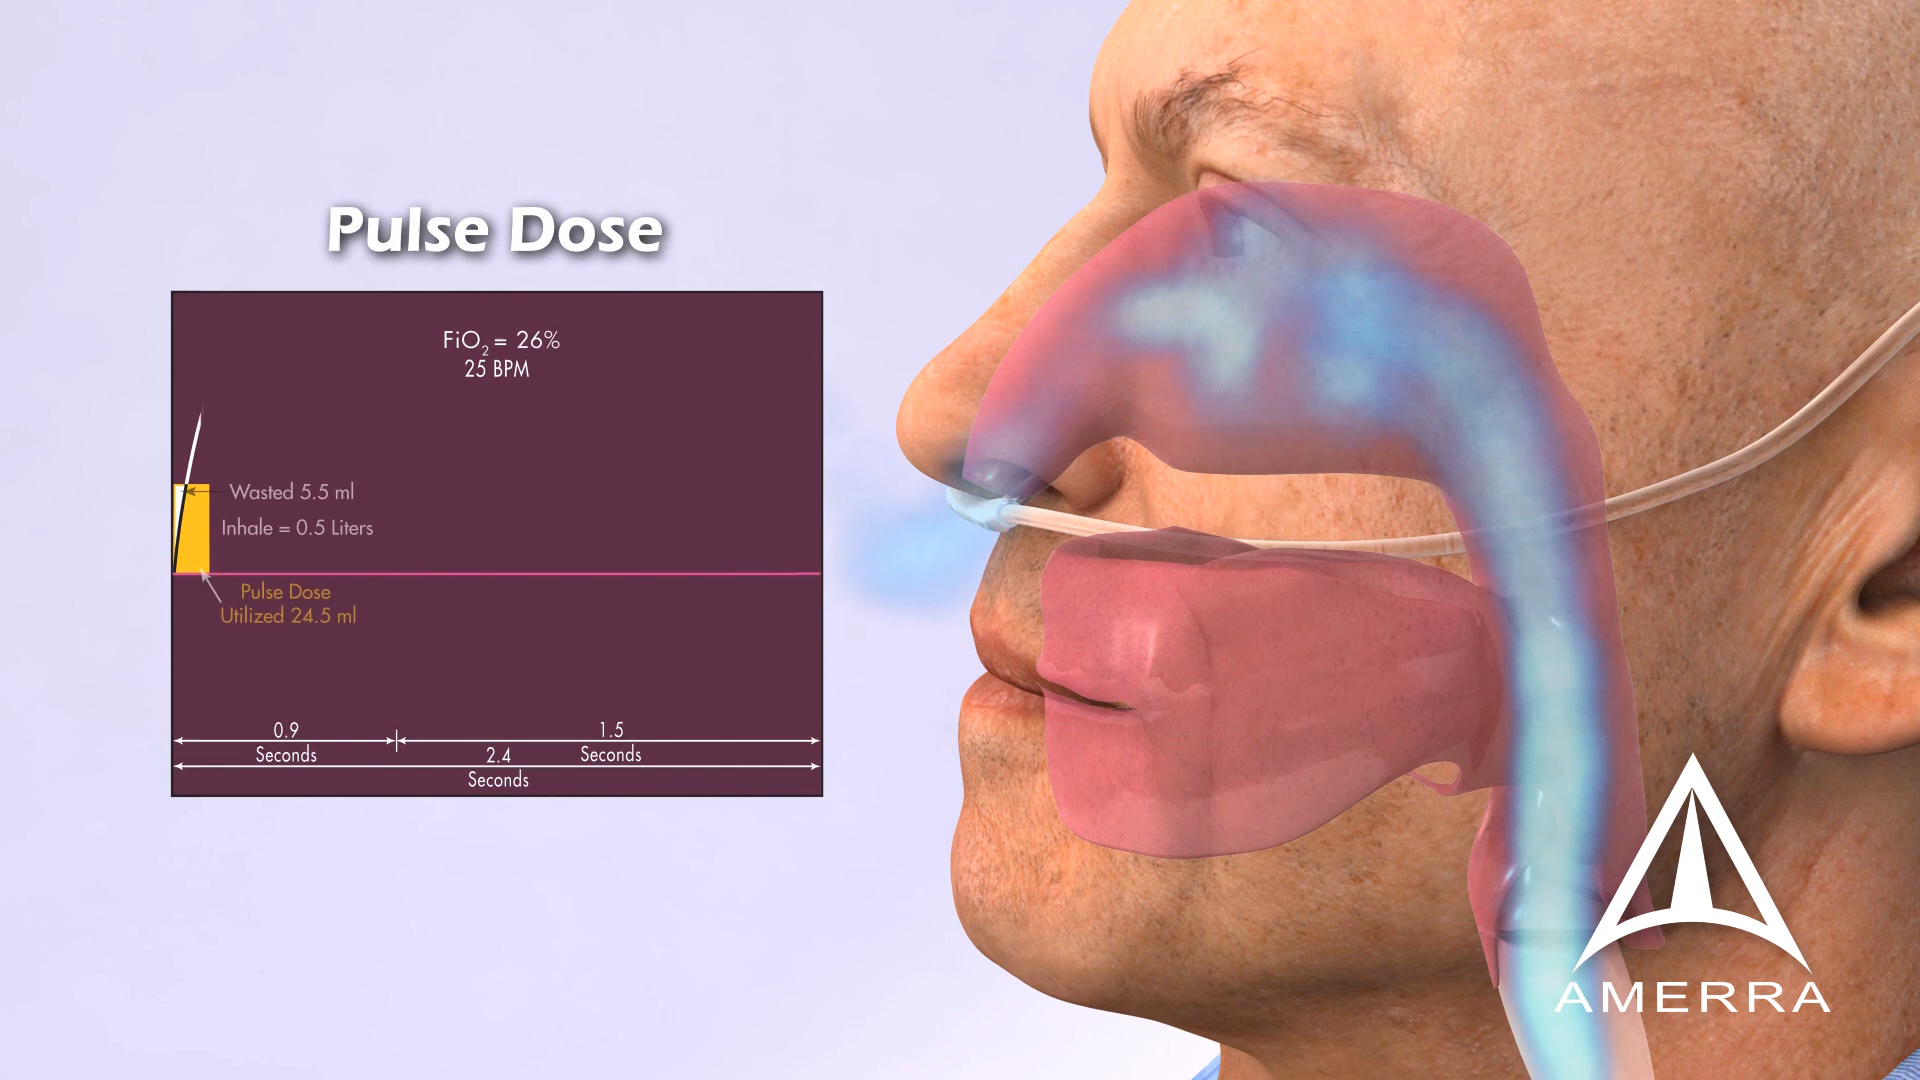 Pulse Dose
FiO2 = 26%
25 BPM
Wasted 5.5 ml
Inhale = 0.5 Liters
Pulse Dose
Utilized 24.5 ml
0.9
Seconds
1.5
Seconds
2.4
Seconds
AMERRA